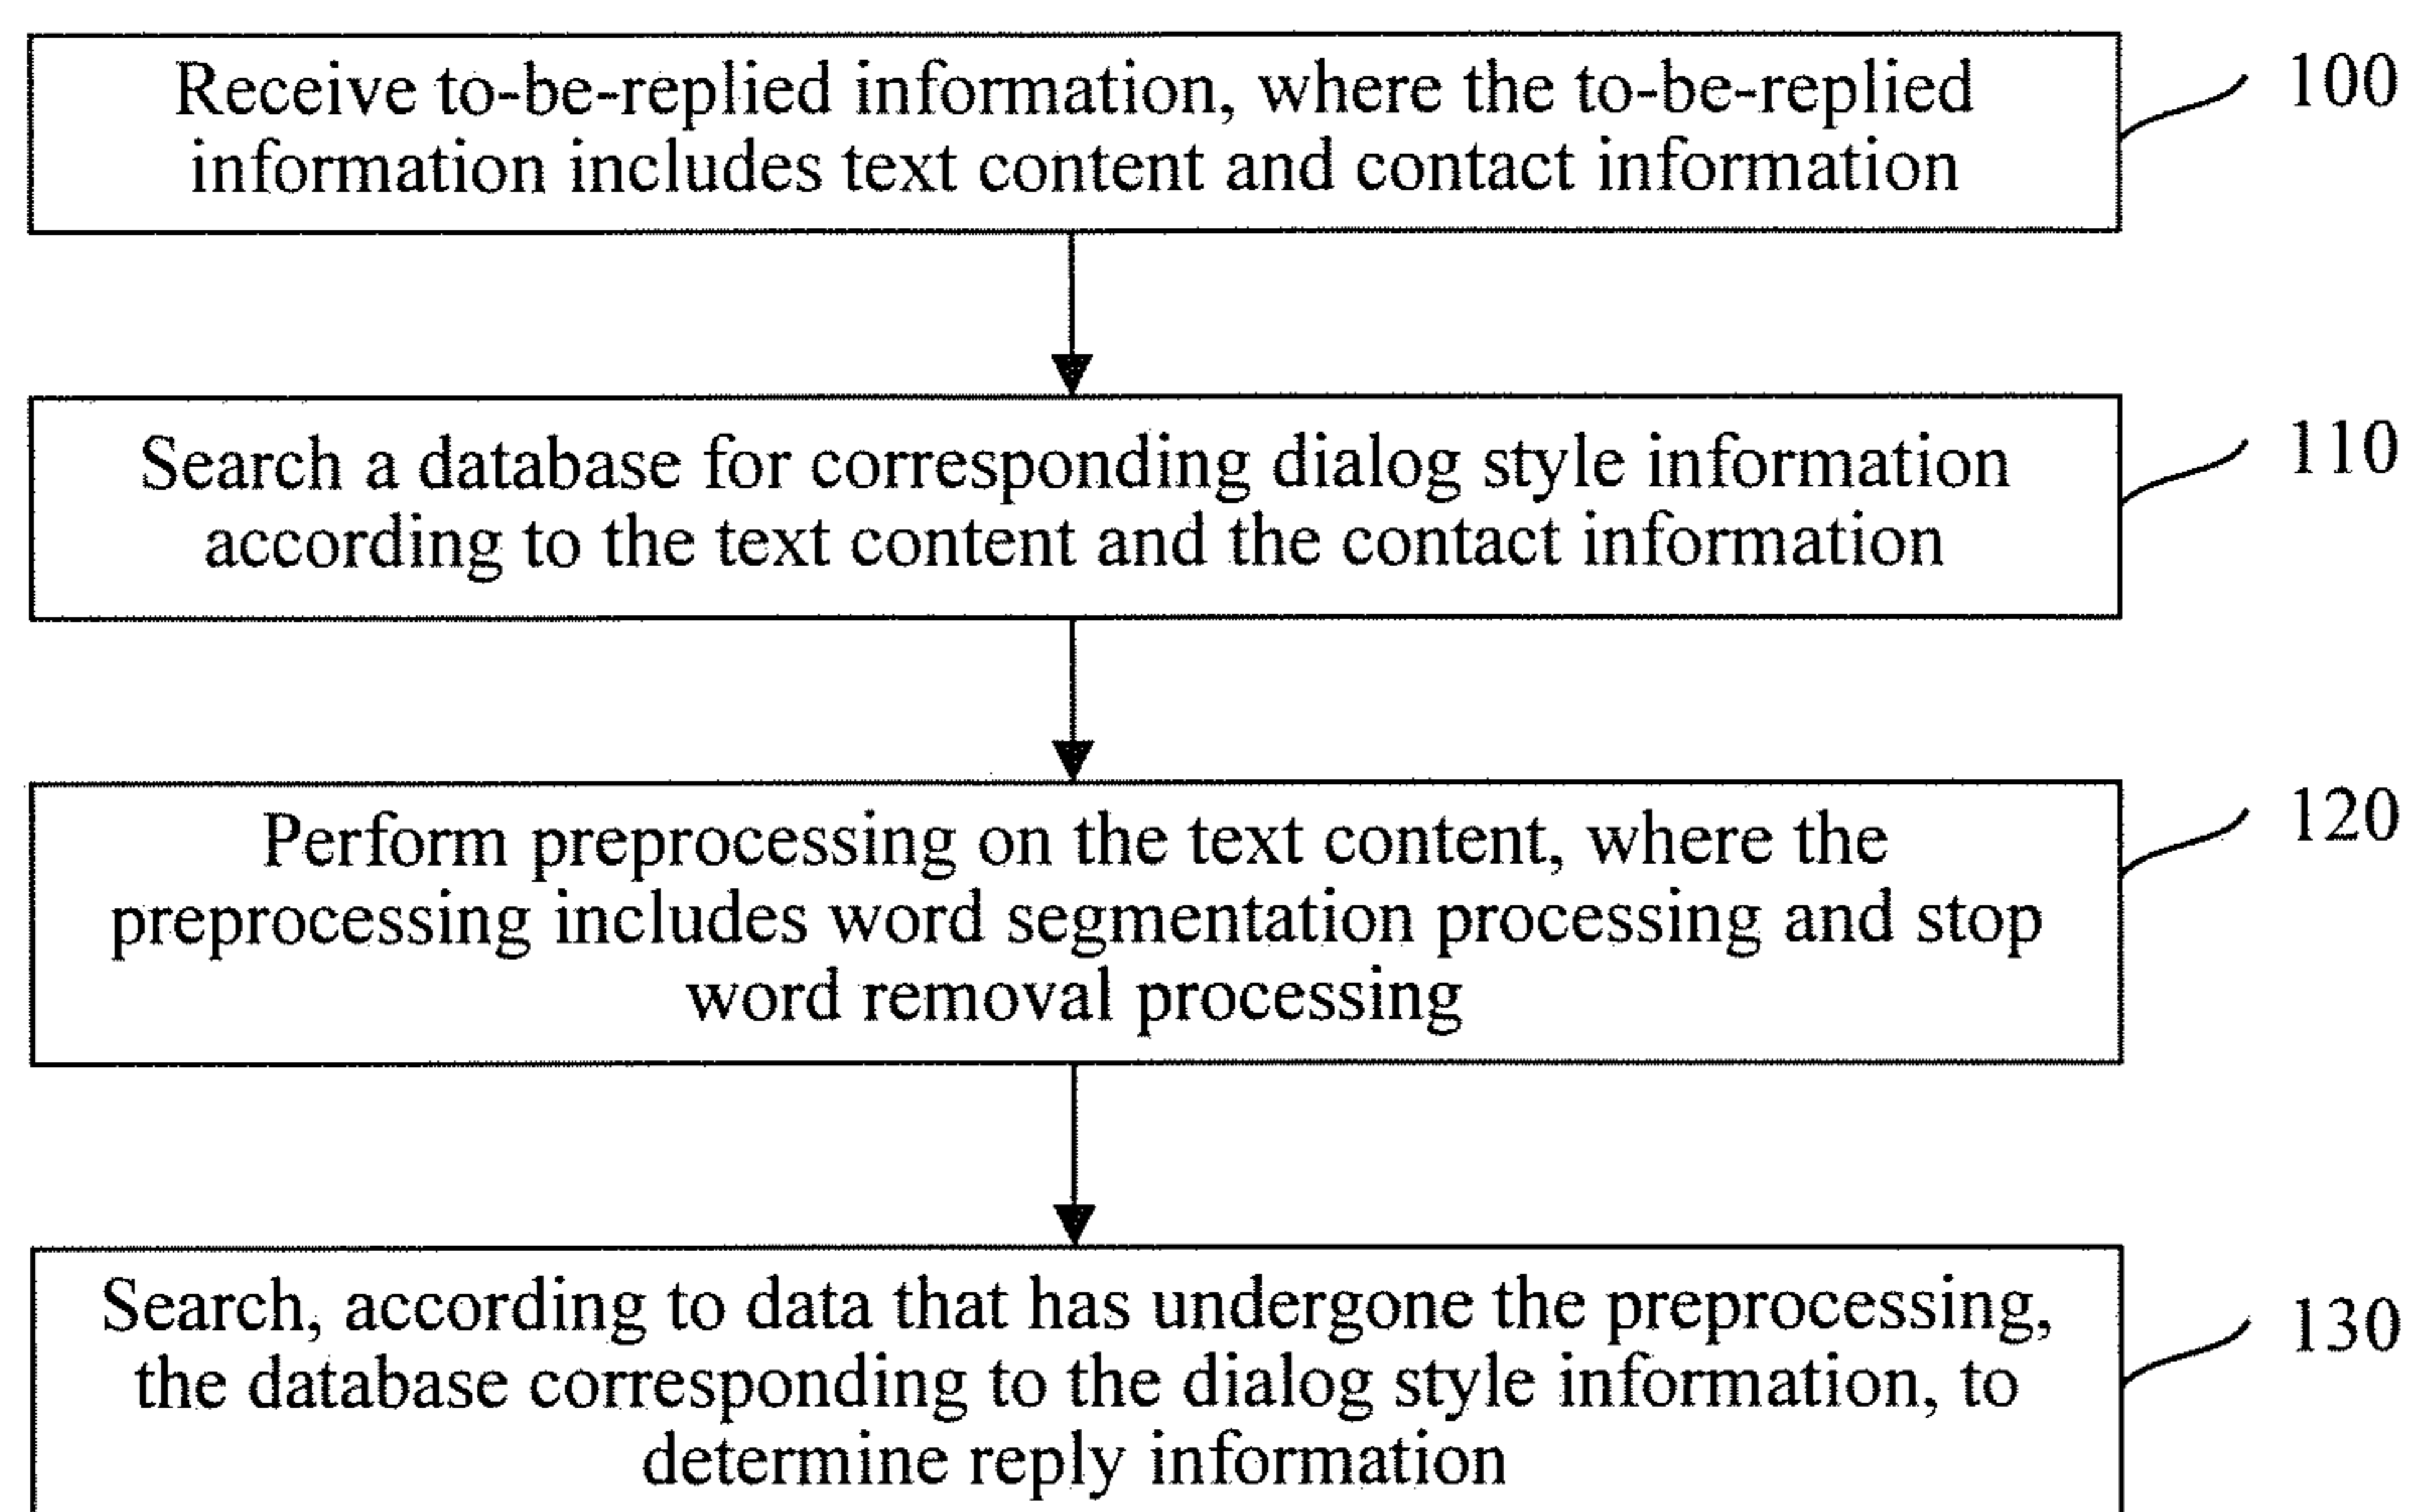 Receive to-be-replied information, where the to-be-replied
information includes text content and contact information
100
Search a database for corresponding dialog style information
according to the text content and the contact information
110
Perform preprocessing on the text content, where the
preprocessing includes word segmentation processing and stop
word removal processing
120
Search, according to data that has undergone the preprocessing,
the database corresponding to the dialog style information, to
determine reply information
130